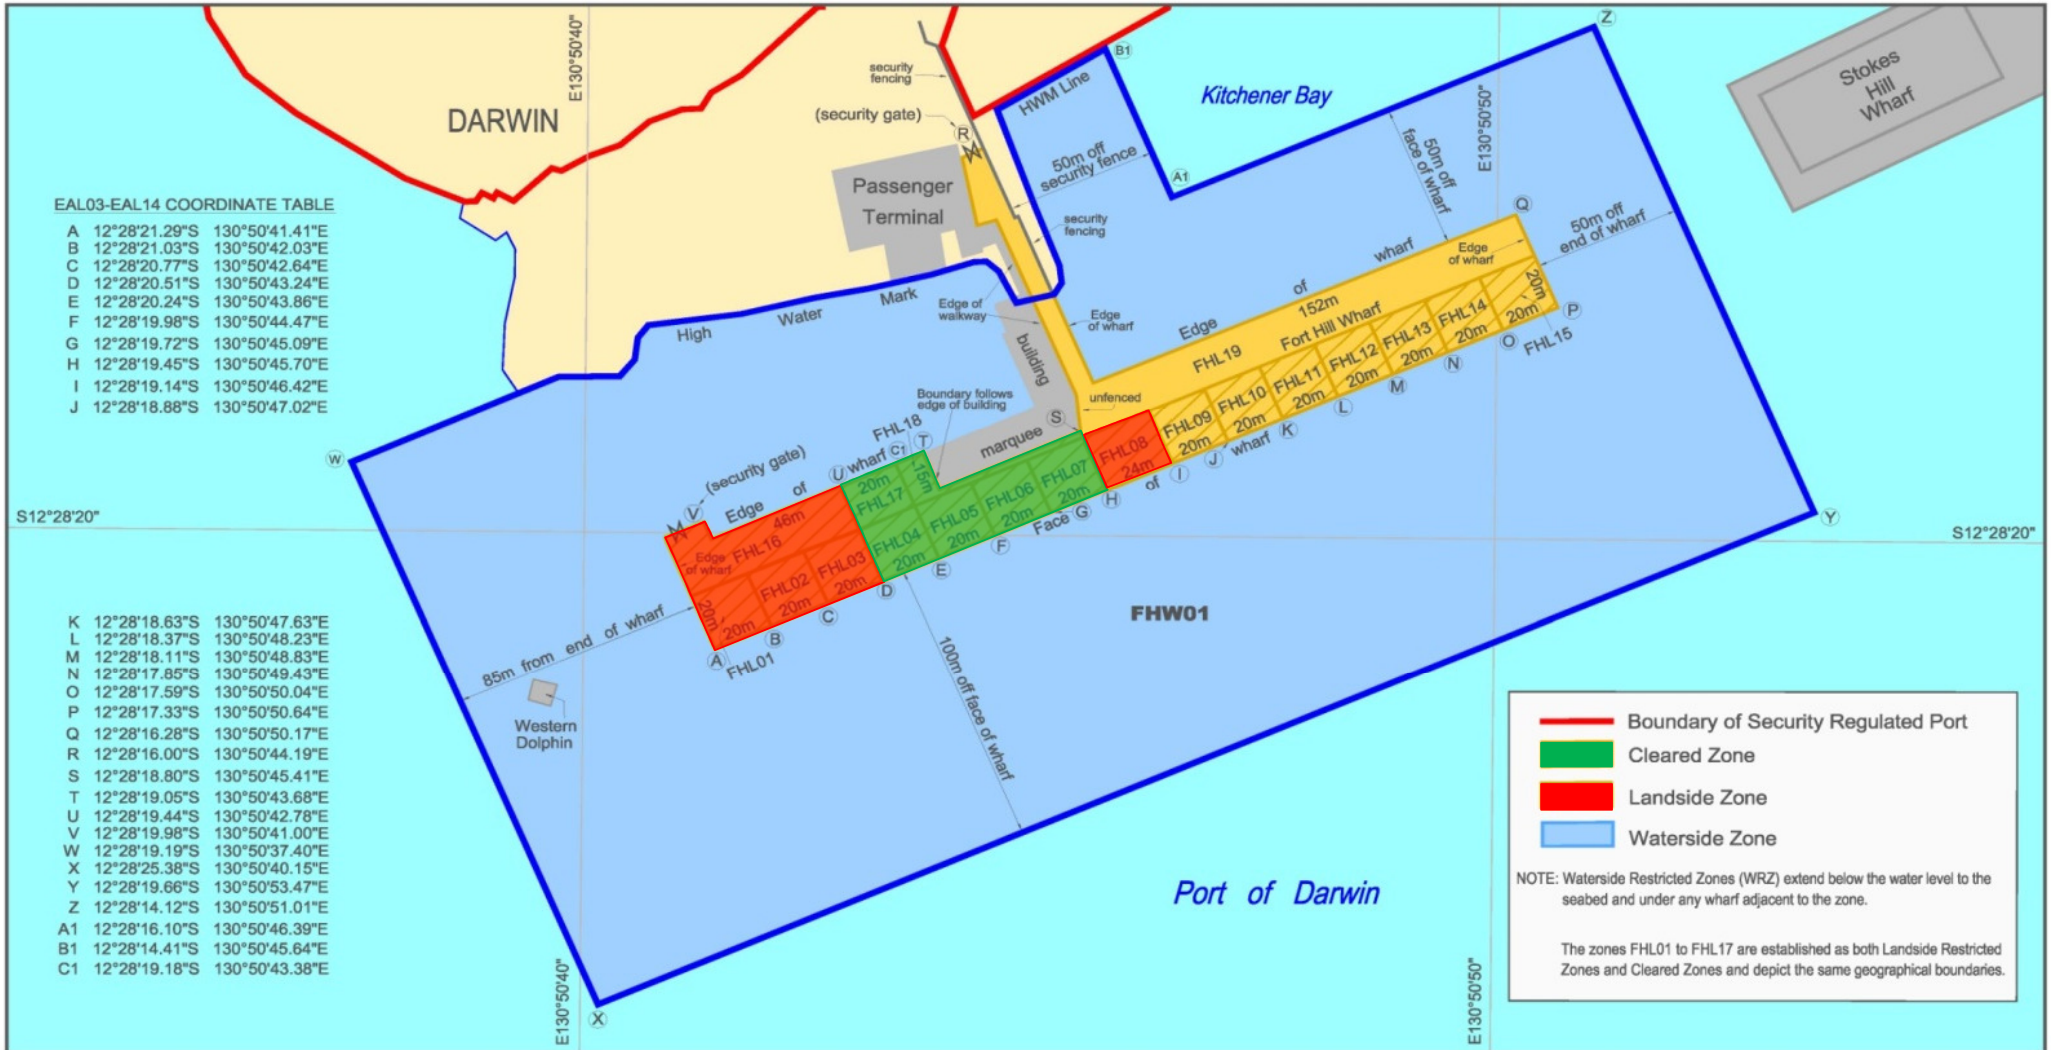 Z
E130°50'40"
security
fencing
B1
HWM Line
Kitchener Bay
Stokes
Hill
Wharf
DARWIN
(security gate)
R
50m off
security fence
50m off
face of wharf
E130°50'50"
A1
Passenger
Terminal
security
fencing
Q
50m off
end of wharf
EAL03-EAL14 COORDINATE TABLE
A 12°28'21.29"S 130°50'41.41"E
B 12°28'21.03"S 130°50'42.03"E
C 12°28'20.77"S 130°50'42.64"E
D 12°28'20.51"S 130°50'43.24"E
E 12°28'20.24"S 130°50'43.86"E
F 12°28'19.98"S 130°50'44.47"E
G 12°28'19.72"S 130°50'45.09"E
H 12°28'19.45"S 130°50'45.70"E
I 12°28'19.14"S 130°50'46.42"E
J 12°28'18.88"S 130°50'47.02"E
High Water Mark
Edge of
walkway
Edge
of wharf
Edge of wharf
152m
Edge
of wharf
Fort Hill Wharf
FHL19
20m
P
building
unfenced
Boundary follows
edge of building
S
marquee
FHL18
FHL08
24m
FHL09
20m
FHL10
20m
FHL11
20m
FHL12
20m
FHL13
20m
FHL14
20m
20m
FHL15
H
I
J
K
L
M
N
O
W
(security gate)
V
Edge of wharf
U
C1
T
46m
20m
15m
FHL16
FHL17
Edge
of wharf
20m
20m
FHL01
FHL02
20m
FHL03
20m
FHL04
20m
FHL05
20m
FHL06
20m
FHL07
20m
Face of wharf
A
B
C
D
E
F
G
S12°28'20"
S12°28'20"
Y
85m from end of wharf
Western
Dolphin
100m off face of wharf
FHW01
K 12°28'18.63"S 130°50'47.63"E
L 12°28'18.37"S 130°50'48.23"E
M 12°28'18.11"S 130°50'48.83"E
N 12°28'17.85"S 130°50'49.43"E
O 12°28'17.59"S 130°50'50.04"E
P 12°28'17.33"S 130°50'50.64"E
Q 12°28'16.28"S 130°50'50.17"E
R 12°28'16.00"S 130°50'44.19"E
S 12°28'18.80"S 130°50'45.41"E
T 12°28'19.05"S 130°50'43.68"E
U 12°28'19.44"S 130°50'42.78"E
V 12°28'19.98"S 130°50'41.00"E
W 12°28'19.19"S 130°50'37.40"E
X 12°28'25.38"S 130°50'40.15"E
Y 12°28'19.66"S 130°50'53.47"E
Z 12°28'14.12"S 130°50'51.01"E
A1 12°28'16.10"S 130°50'46.39"E
B1 12°28'14.41"S 130°50'45.64"E
C1 12°28'19.18"S 130°50'43.38"E
Port of Darwin
E130°50'40"
X
E130°50'50"
Boundary of Security Regulated Port
Cleared Zone
Landside Zone
Waterside Zone
NOTE: Waterside Restricted Zones (WRZ) extend below the water level to the
seabed and under any wharf adjacent to the zone.
The zones FHL01 to FHL17 are established as both Landside Restricted
Zones and Cleared Zones and depict the same geographical boundaries.